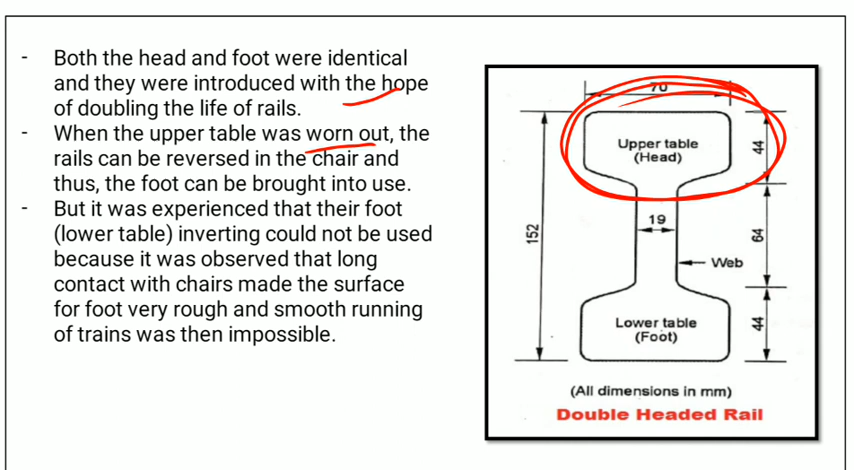 - Both the head and foot were identical
and they were introduced with the hope
of doubling the life of rails.
- When the upper table was worn out, the
rails can be reversed in the chair and
thus, the foot can be brought into use.
- But it was experienced that their foot
(lower table) inverting could not be used
because it was observed that long
contact with chairs made the surface
for foot very rough and smooth running
of trains was then impossible.
70
Upper table
(Head)
44
19
152
64
Web
Lower table
(Foot)
44
(All dimensions in mm)
Double Headed Rail